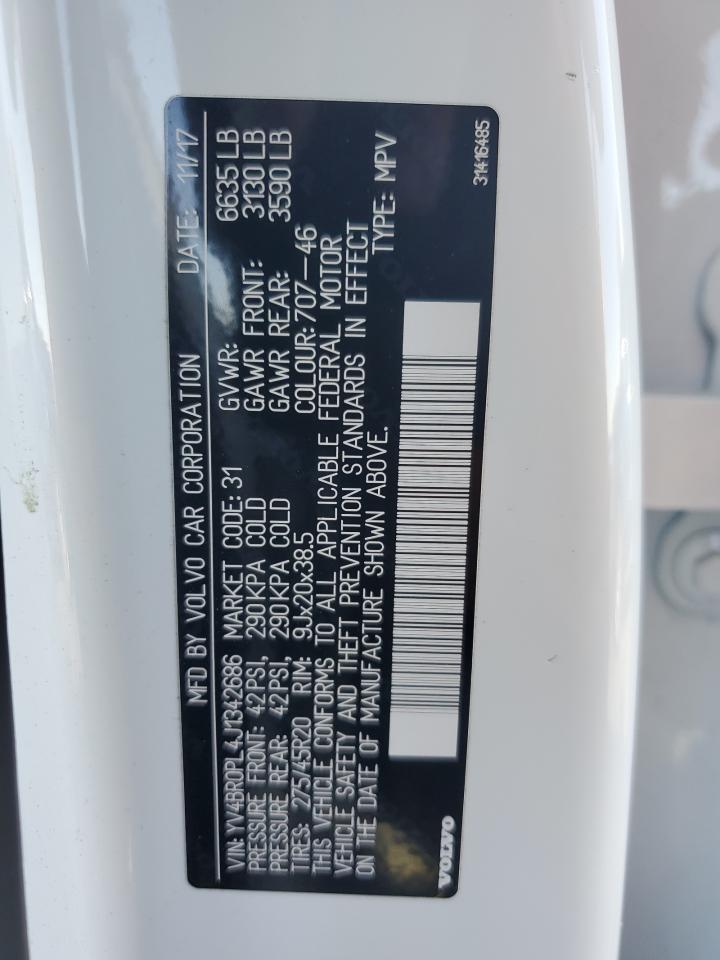 MFD BY VOLVO CAR CORPORATION DATE: 11/17
VIN: YV4BR0PL4J1342686 MARKET CODE: 31 GVWR: 6635 LB
PRESSURE FRONT: 42PSI, 290KPA COLD GAWR FRONT: 3130 LB
PRESSURE REAR: 42PSI, 290KPA COLD GAWR REAR: 3590 LB
TIRES: 275/45R20 RIM: 9Jx20x38.5 COLOUR: 707-46
THIS VEHICLE CONFORMS TO ALL APPLICABLE FEDERAL MOTOR
VEHICLE SAFETY AND THEFT PREVENTION STANDARDS IN EFFECT
ON THE DATE OF MANUFACTURE SHOWN ABOVE. TYPE: MPV
VOLVO 31416485